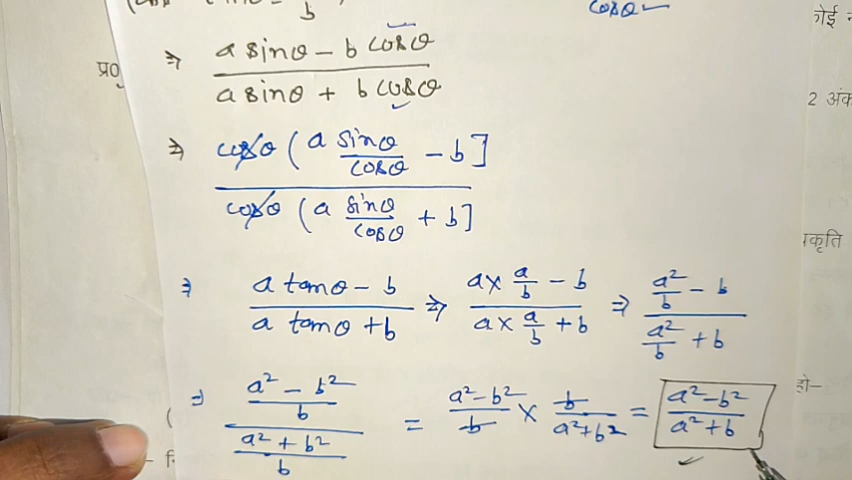 a sinθ - b cosθ / a sinθ + b cosθ
⇒ cosθ ( a sinθ/cosθ - b ] / cosθ ( a sinθ/cosθ + b ]
⇒ a tanθ - b / a tanθ + b ⇒ a × a/b - b / a × a/b + b ⇒ a²/b - b / a²/b + b
⇒ a² - b² / b / a² + b² / b = a² - b² / b × b / a² + b² = a² - b² / a² + b
cosθ
2 अंक
हो-